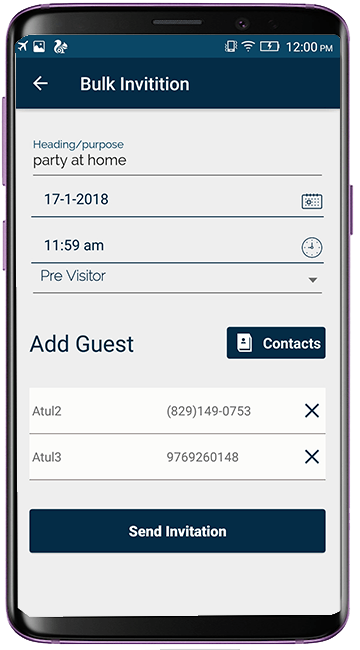 12:00 PM
Bulk Invitition
Heading/purpose
party at home
17-1-2018
11:59 am
Pre Visitor
Add Guest
Contacts
Atul2 (829)149-0753
Atul3 9769260148
Send Invitation